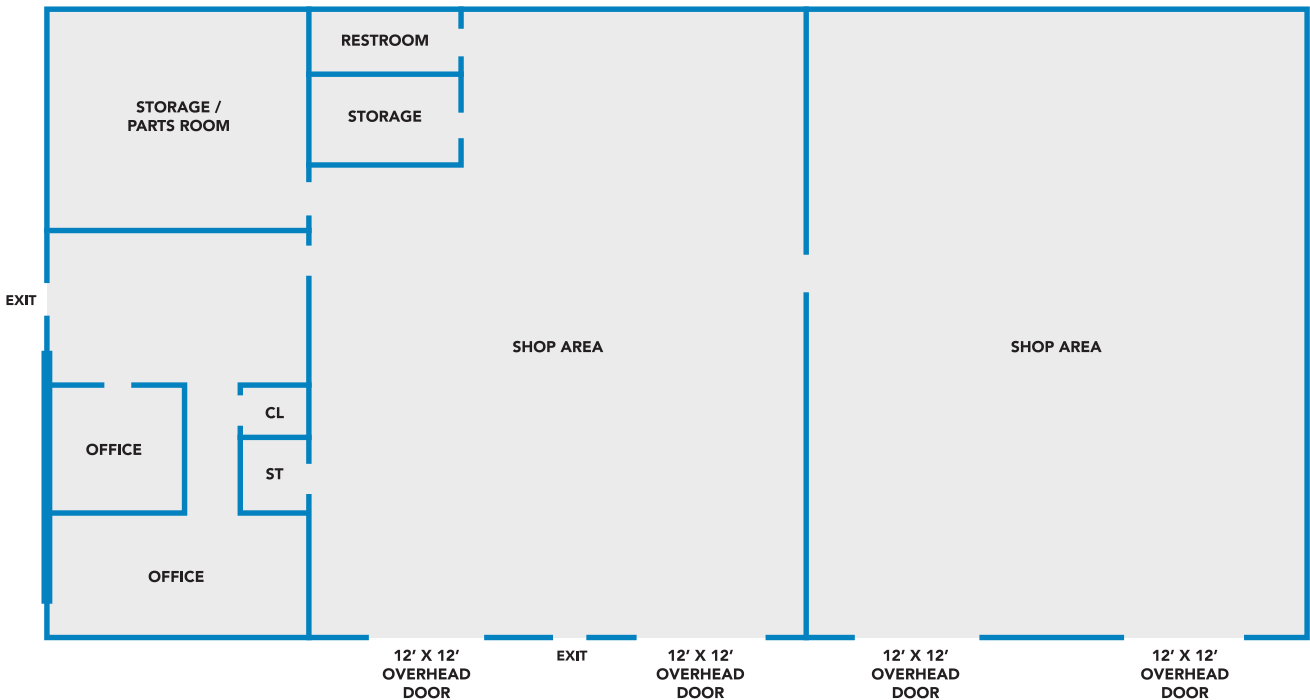 RESTROOM
STORAGE /
PARTS ROOM
STORAGE
EXIT
SHOP AREA
SHOP AREA
CL
OFFICE
ST
OFFICE
12’ X 12’
OVERHEAD
DOOR
EXIT
12’ X 12’
OVERHEAD
DOOR
12’ X 12’
OVERHEAD
DOOR
12’ X 12’
OVERHEAD
DOOR